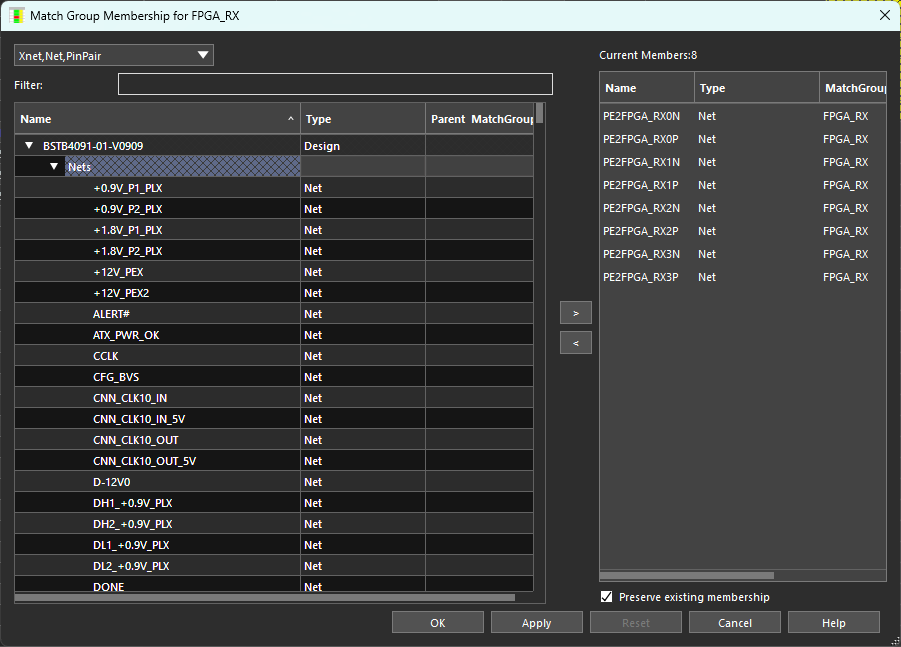 Match Group Membership for FPGA_RX
Xnet,Net,PinPair
Filter:
Name Type Parent MatchGroup
BSTB4091-01-V0909 Design
Nets
+0.9V_P1_PLX Net
+0.9V_P2_PLX Net
+1.8V_P1_PLX Net
+1.8V_P2_PLX Net
+12V_PEX Net
+12V_PEX2 Net
ALERT# Net
ATX_PWR_OK Net
CCLK Net
CFG_BVS Net
CNN_CLK10_IN Net
CNN_CLK10_IN_5V Net
CNN_CLK10_OUT Net
CNN_CLK10_OUT_5V Net
D-12V0 Net
DH1_+0.9V_PLX Net
DH2_+0.9V_PLX Net
DL1_+0.9V_PLX Net
DL2_+0.9V_PLX Net
DONE Net
>
<
Current Members:8
Name Type MatchGroup
PE2FPGA_RX0N Net FPGA_RX
PE2FPGA_RX0P Net FPGA_RX
PE2FPGA_RX1N Net FPGA_RX
PE2FPGA_RX1P Net FPGA_RX
PE2FPGA_RX2N Net FPGA_RX
PE2FPGA_RX2P Net FPGA_RX
PE2FPGA_RX3N Net FPGA_RX
PE2FPGA_RX3P Net FPGA_RX
Preserve existing membership
OK Apply Reset Cancel Help